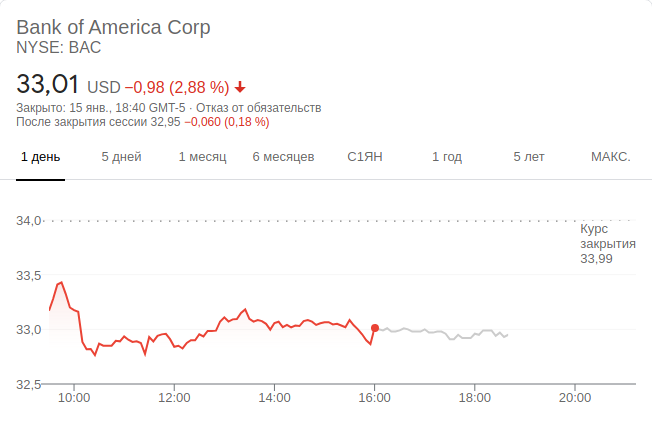 Bank of America Corp
NYSE: BAC
33,01 USD −0,98 (2,88 %)
Закрыто: 15 янв., 18:40 GMT-5 · Отказ от обязательств
После закрытия сессии 32,95 −0,060 (0,18 %)
1 день 5 дней 1 месяц 6 месяцев С1ЯН 1 год 5 лет МАКС.
34,0
Курс
закрытия
33,99
33,5
33,0
32,5
10:00 12:00 14:00 16:00 18:00 20:00